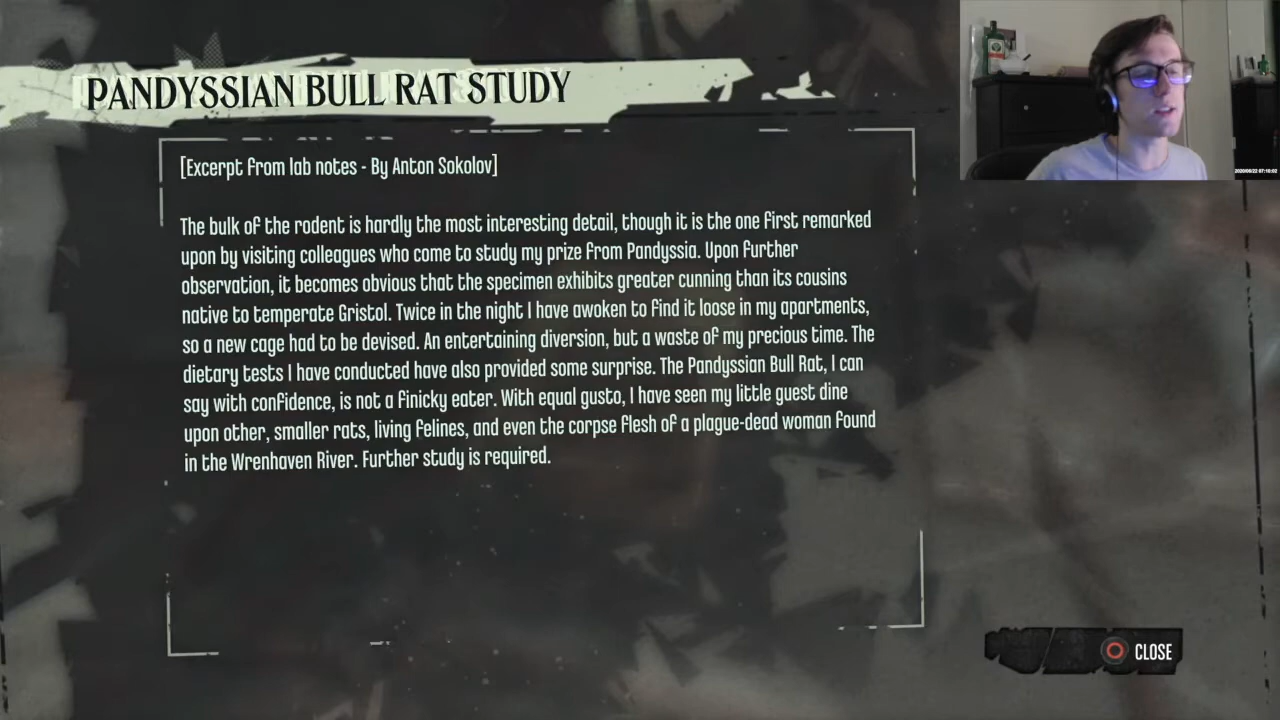 PANDYSSIAN BULL RAT STUDY
[Excerpt from lab notes - By Anton Sokolov]
The bulk of the rodent is hardly the most interesting detail, though it is the one first remarked
upon by visiting colleagues who come to study my prize from Pandyssia. Upon further
observation, it becomes obvious that the specimen exhibits greater cunning than its cousins
native to temperate Gristol. Twice in the night I have awoken to find it loose in my apartments,
so a new cage had to be devised. An entertaining diversion, but a waste of my precious time. The
dietary tests I have conducted have also provided some surprise. The Pandyssian Bull Rat, I can
say with confidence, is not a finicky eater. With equal gusto, I have seen my little guest dine
upon other, smaller rats, living felines, and even the corpse flesh of a plague-dead woman found
in the Wrenhaven River. Further study is required.
CLOSE